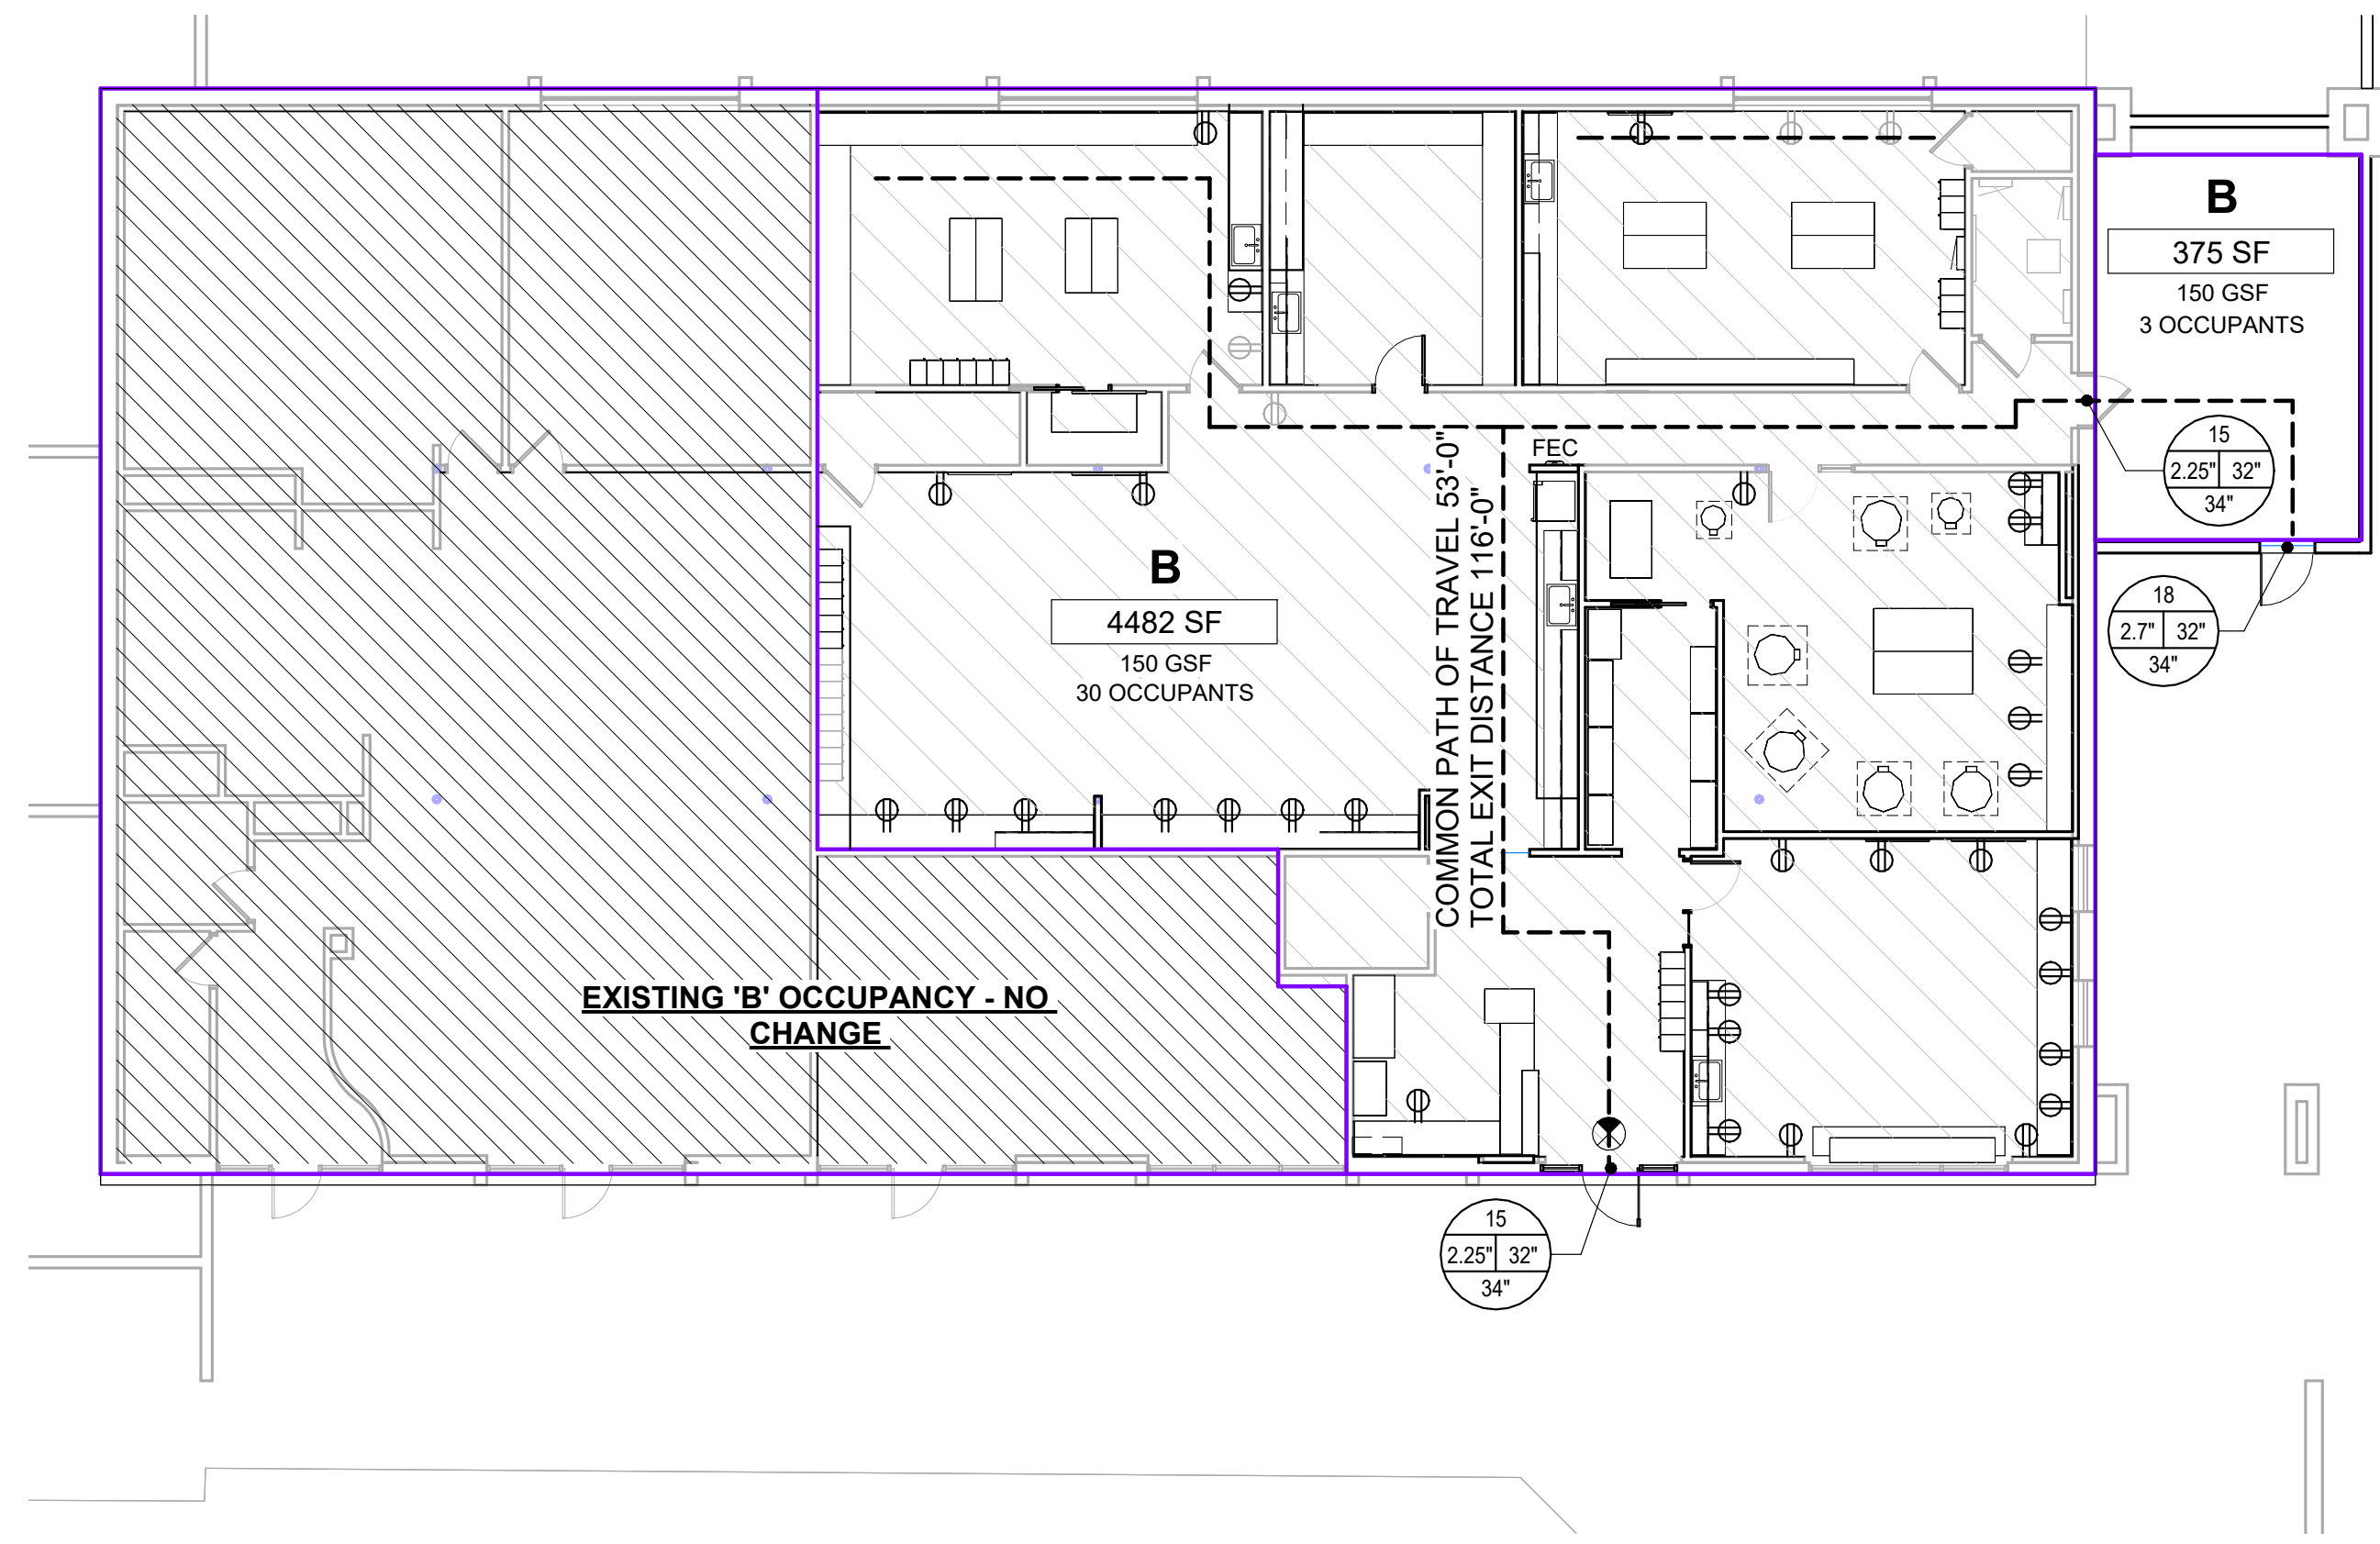 B
375 SF
150 GSF
3 OCCUPANTS
FEC
15
2.25" 32"
34"
B
4482 SF
150 GSF
30 OCCUPANTS
COMMON PATH OF TRAVEL 53'-0"
TOTAL EXIT DISTANCE 116'-0"
18
2.7" 32"
34"
EXISTING 'B' OCCUPANCY - NO
CHANGE
15
2.25" 32"
34"